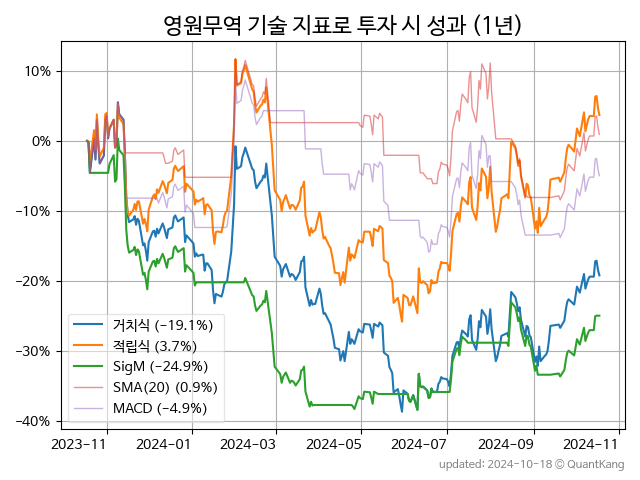 영원무역 기술 지표로 투자 시 성과 (1년)
10%
0%
−10%
−20%
−30%
−40%
거치식 (−19.1%)
적립식 (3.7%)
SigM (−24.9%)
SMA(20) (0.9%)
MACD (−4.9%)
2023-11
2024-01
2024-03
2024-05
2024-07
2024-09
2024-11
updated: 2024-10-18 © QuantKang